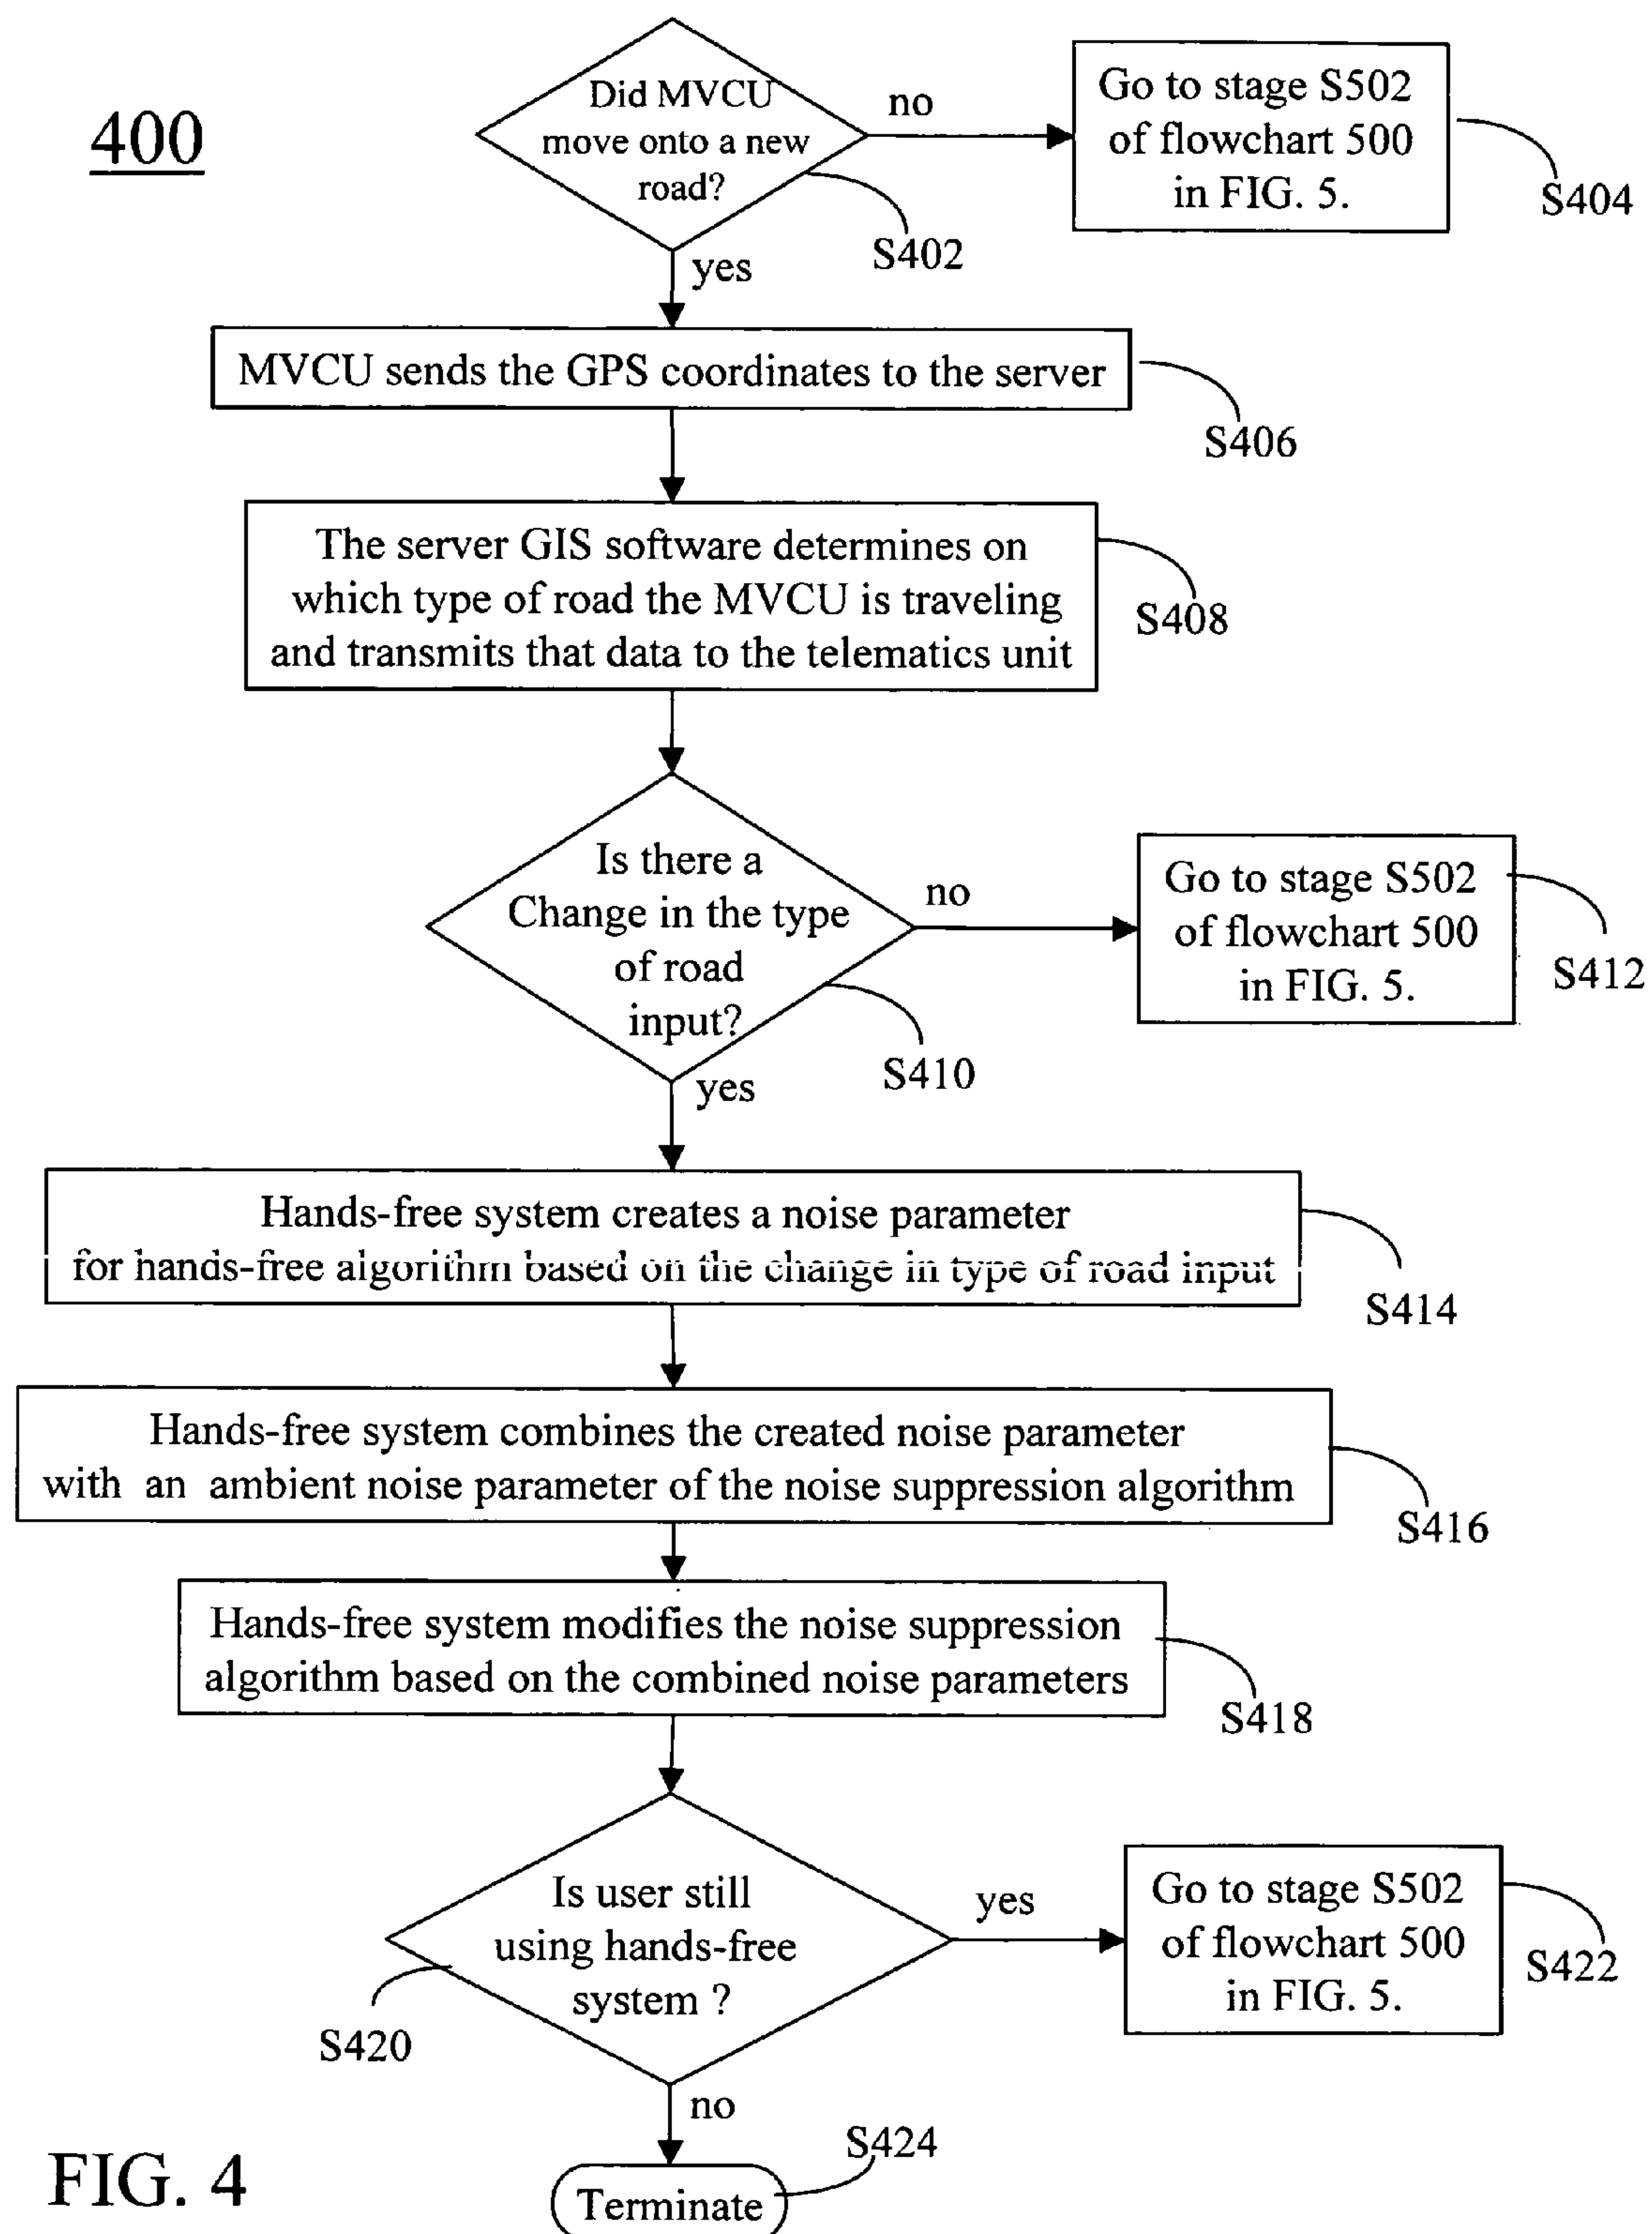 400
Did MVCU
move onto a new
road?
no
Go to stage S502
of flowchart 500
in FIG. 5.
S404
S402
yes
MVCU sends the GPS coordinates to the server
S406
The server GIS software determines on
which type of road the MVCU is traveling
and transmits that data to the telematics unit
S408
Is there a
Change in the type
of road
input?
no
Go to stage S502
of flowchart 500
in FIG. 5.
S412
S410
yes
Hands-free system creates a noise parameter
for hands-free algorithm based on the change in type of road input
S414
Hands-free system combines the created noise parameter
with an ambient noise parameter of the noise suppression algorithm
S416
Hands-free system modifies the noise suppression
algorithm based on the combined noise parameters
S418
Is user still
using hands-free
system ?
yes
Go to stage S502
of flowchart 500
in FIG. 5.
S422
S420
no
S424
Terminate
FIG. 4